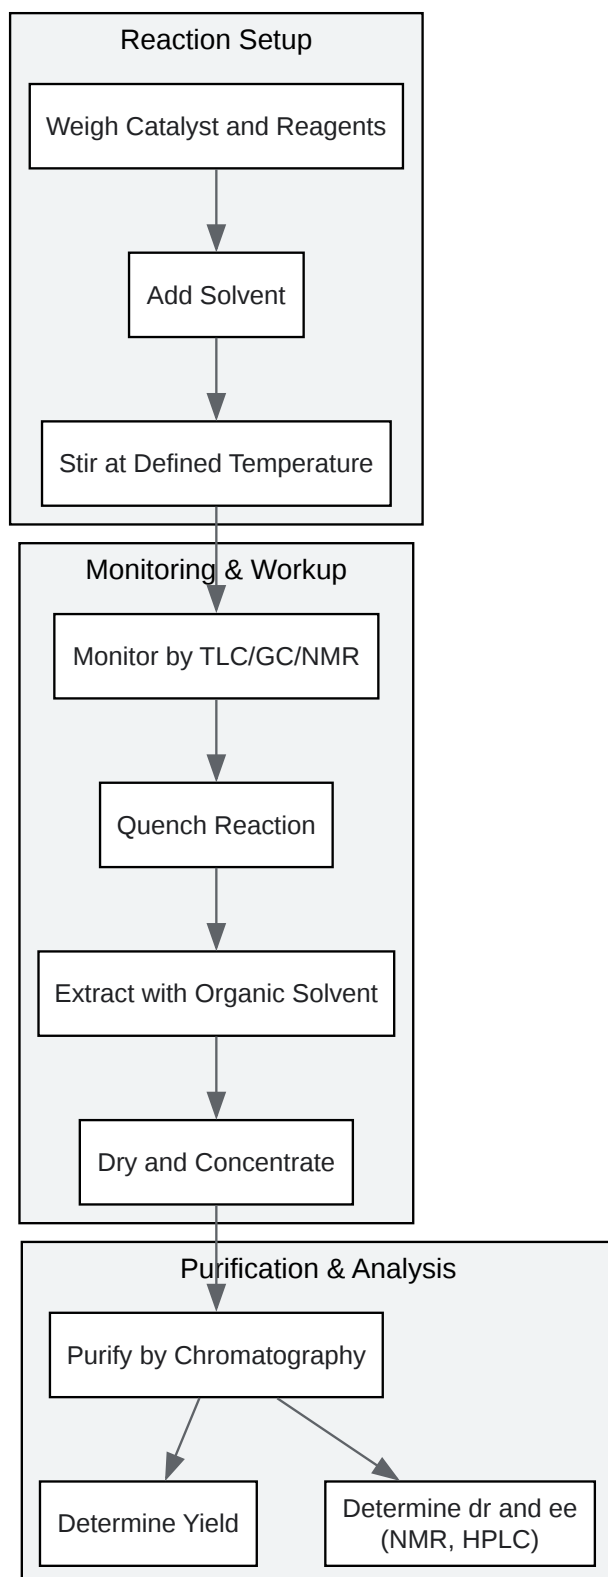 Reaction Setup
Weigh Catalyst and Reagents
Add Solvent
Stir at Defined Temperature
Monitoring & Workup
Monitor by TLC/GC/NMR
Quench Reaction
Extract with Organic Solvent
Dry and Concentrate
Purification & Analysis
Purify by Chromatography
Determine Yield
Determine dr and ee
(NMR, HPLC)